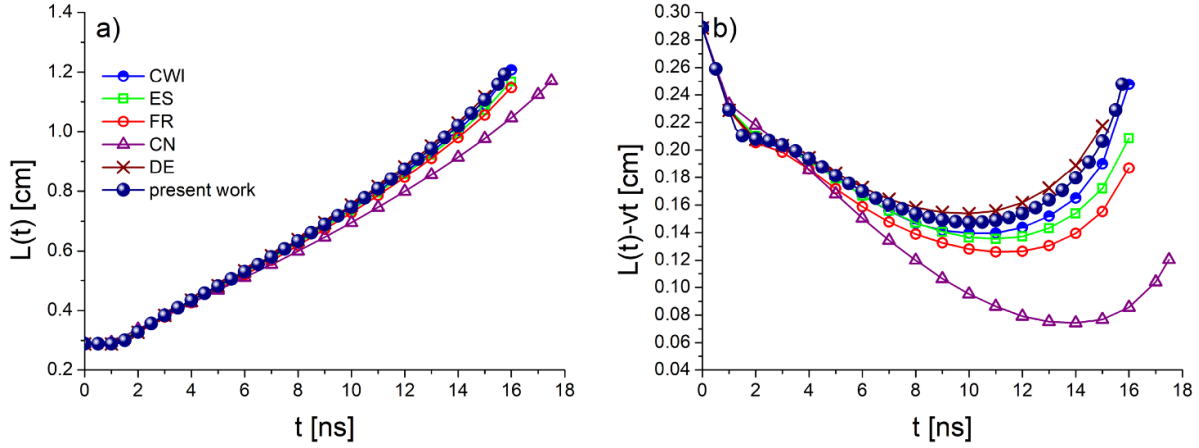 a)
L(t) [cm]
1.4
1.2
1.0
0.8
0.6
0.4
0.2
CWI
ES
FR
CN
DE
present work
0 2 4 6 8 10 12 14 16 18
t [ns]
b)
L(t)-vt [cm]
0.30
0.28
0.26
0.24
0.22
0.20
0.18
0.16
0.14
0.12
0.10
0.08
0.06
0.04
0 2 4 6 8 10 12 14 16 18
t [ns]